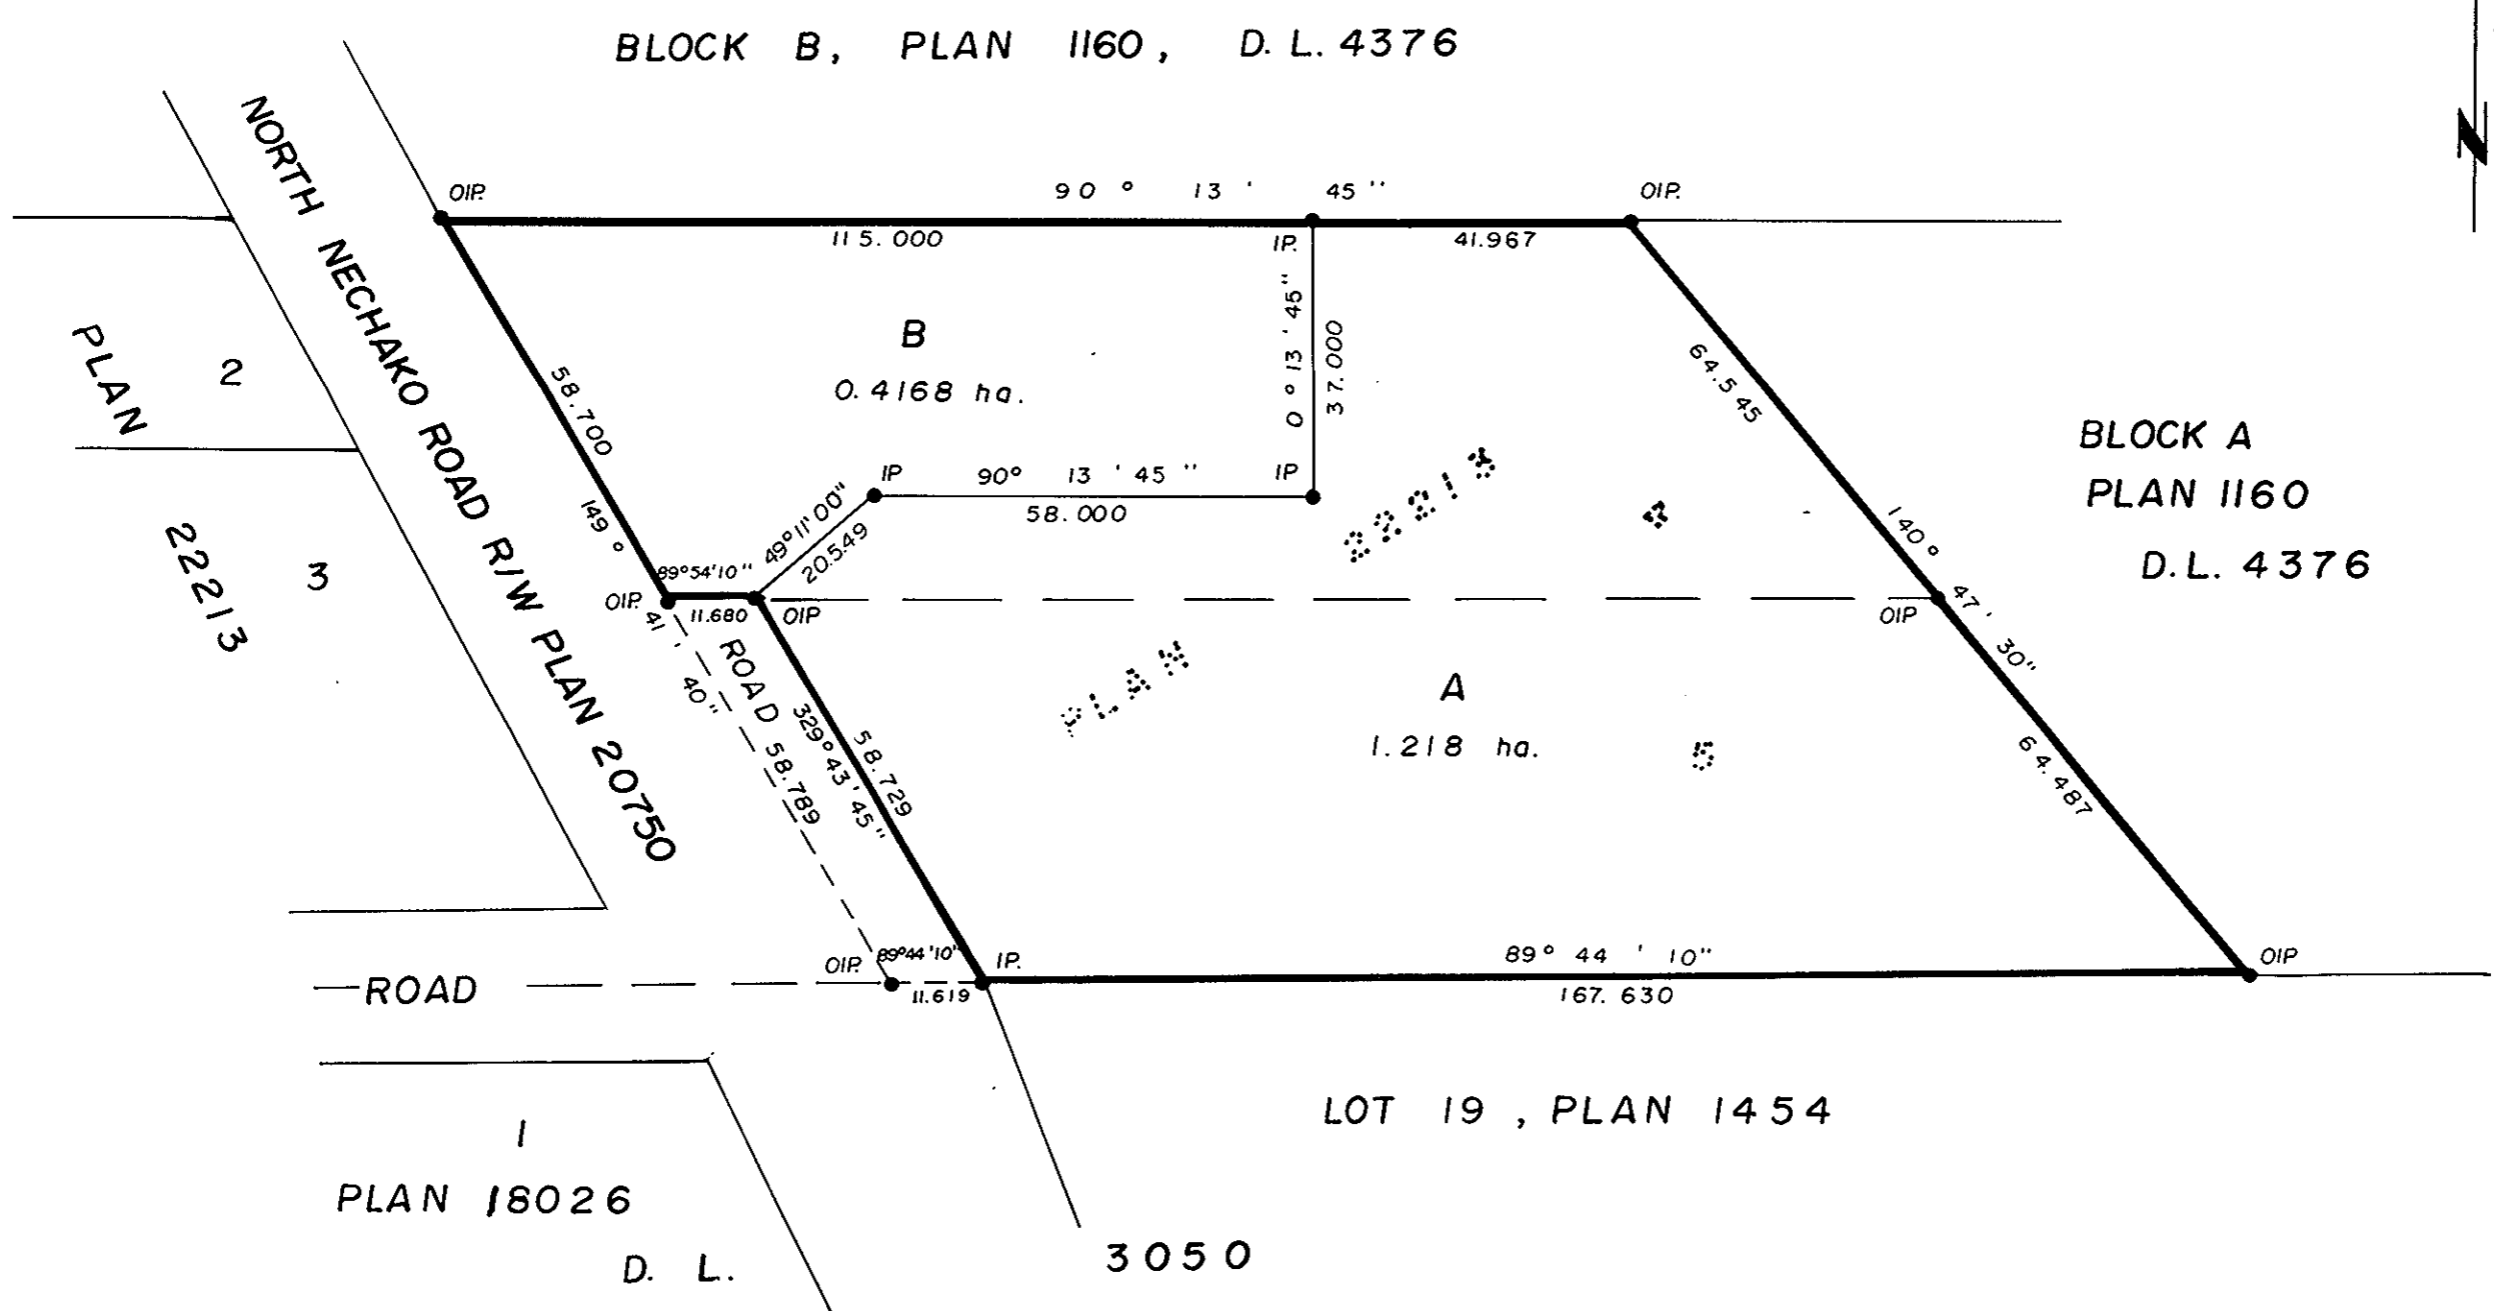 BLOCK B, PLAN 1160, D. L. 4376
N
NORTH NECHAKO ROAD R/W PLAN 20750
OIP.
90° 13' 45"
OIP.
115.000
IP.
41.967
B
0.4168 ha.
0° 13' 45"
37.000
58.700
64.545
PLAN
22213
2
3
BLOCK A
PLAN 1160
D. L. 4376
IP
90° 13' 45"
IP
58.000
49°11'00"
20.549
149° 41' 40"
89°54'10"
OIP.
11.680
OIP
PLAN 22213
4
140° 47' 30"
OIP
ROAD
58.789
329°43'45"
58.729
A
1.218 ha.
5
64.487
OIP.
89°44'10"
IP.
89° 44' 10"
OIP
ROAD
11.619
167.630
LOT 19, PLAN 1454
1
PLAN 18026
D. L. 3050